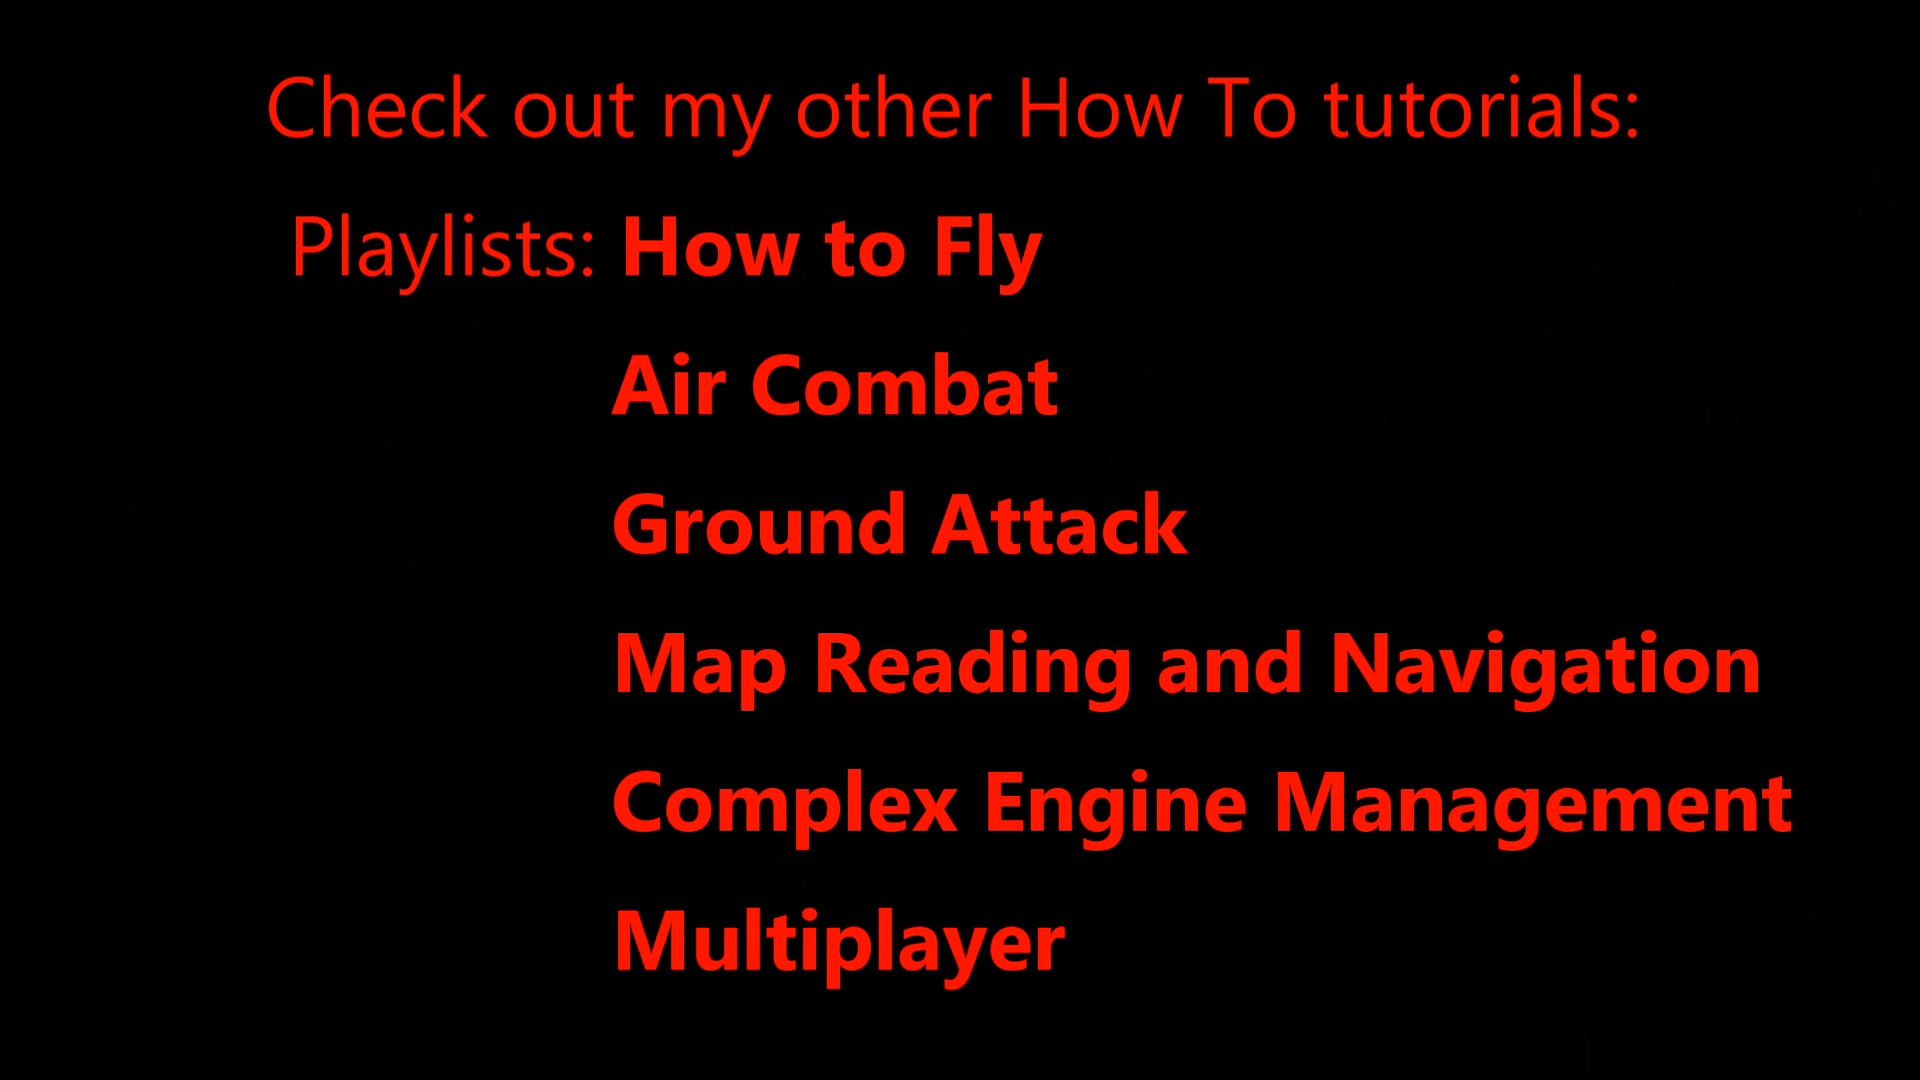 Check out my other How To tutorials:
Playlists: How to Fly
Air Combat
Ground Attack
Map Reading and Navigation
Complex Engine Management
Multiplayer